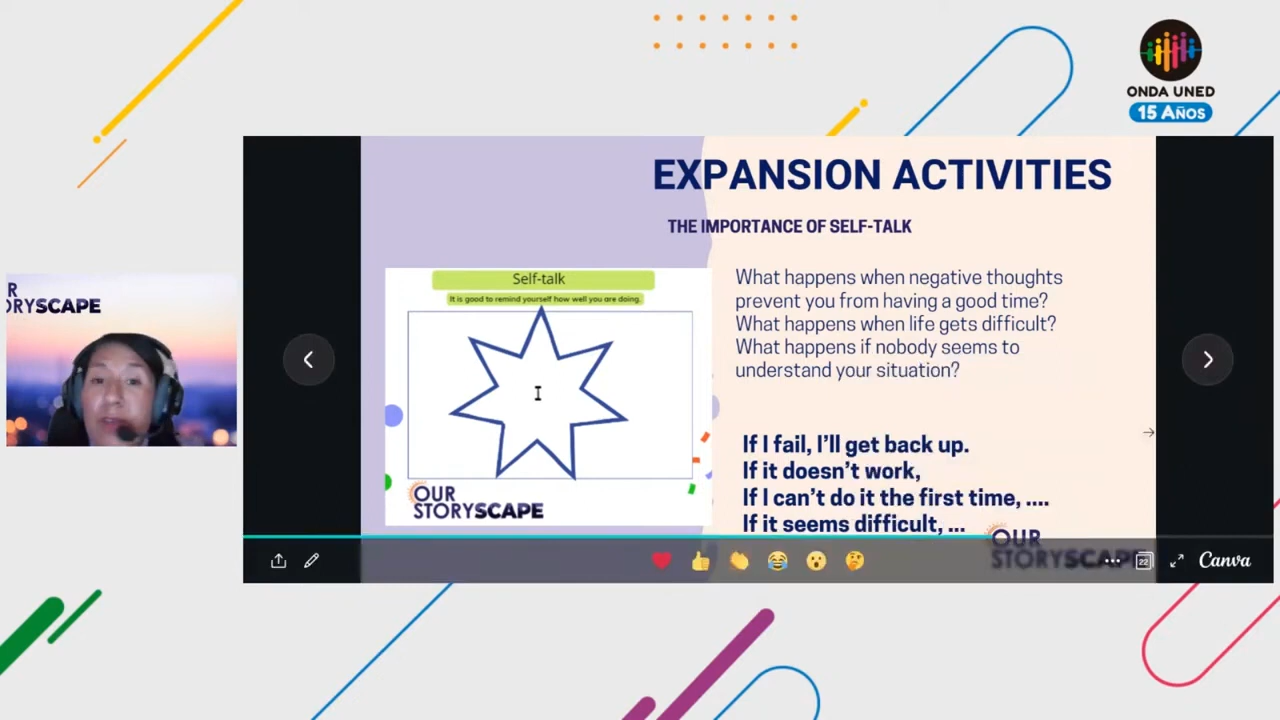 ONDA UNED
15 AÑOS
R
ORYSCAPE
EXPANSION ACTIVITIES
THE IMPORTANCE OF SELF-TALK
Self-talk
It is good to remind yourself how well you are doing.
OUR
STORYSCAPE
What happens when negative thoughts
prevent you from having a good time?
What happens when life gets difficult?
What happens if nobody seems to
understand your situation?
If I fail, I'll get back up.
If it doesn't work,
If I can't do it the first time, ....
If it seems difficult, ...
OUR
STORYSCAPE
22
Canva